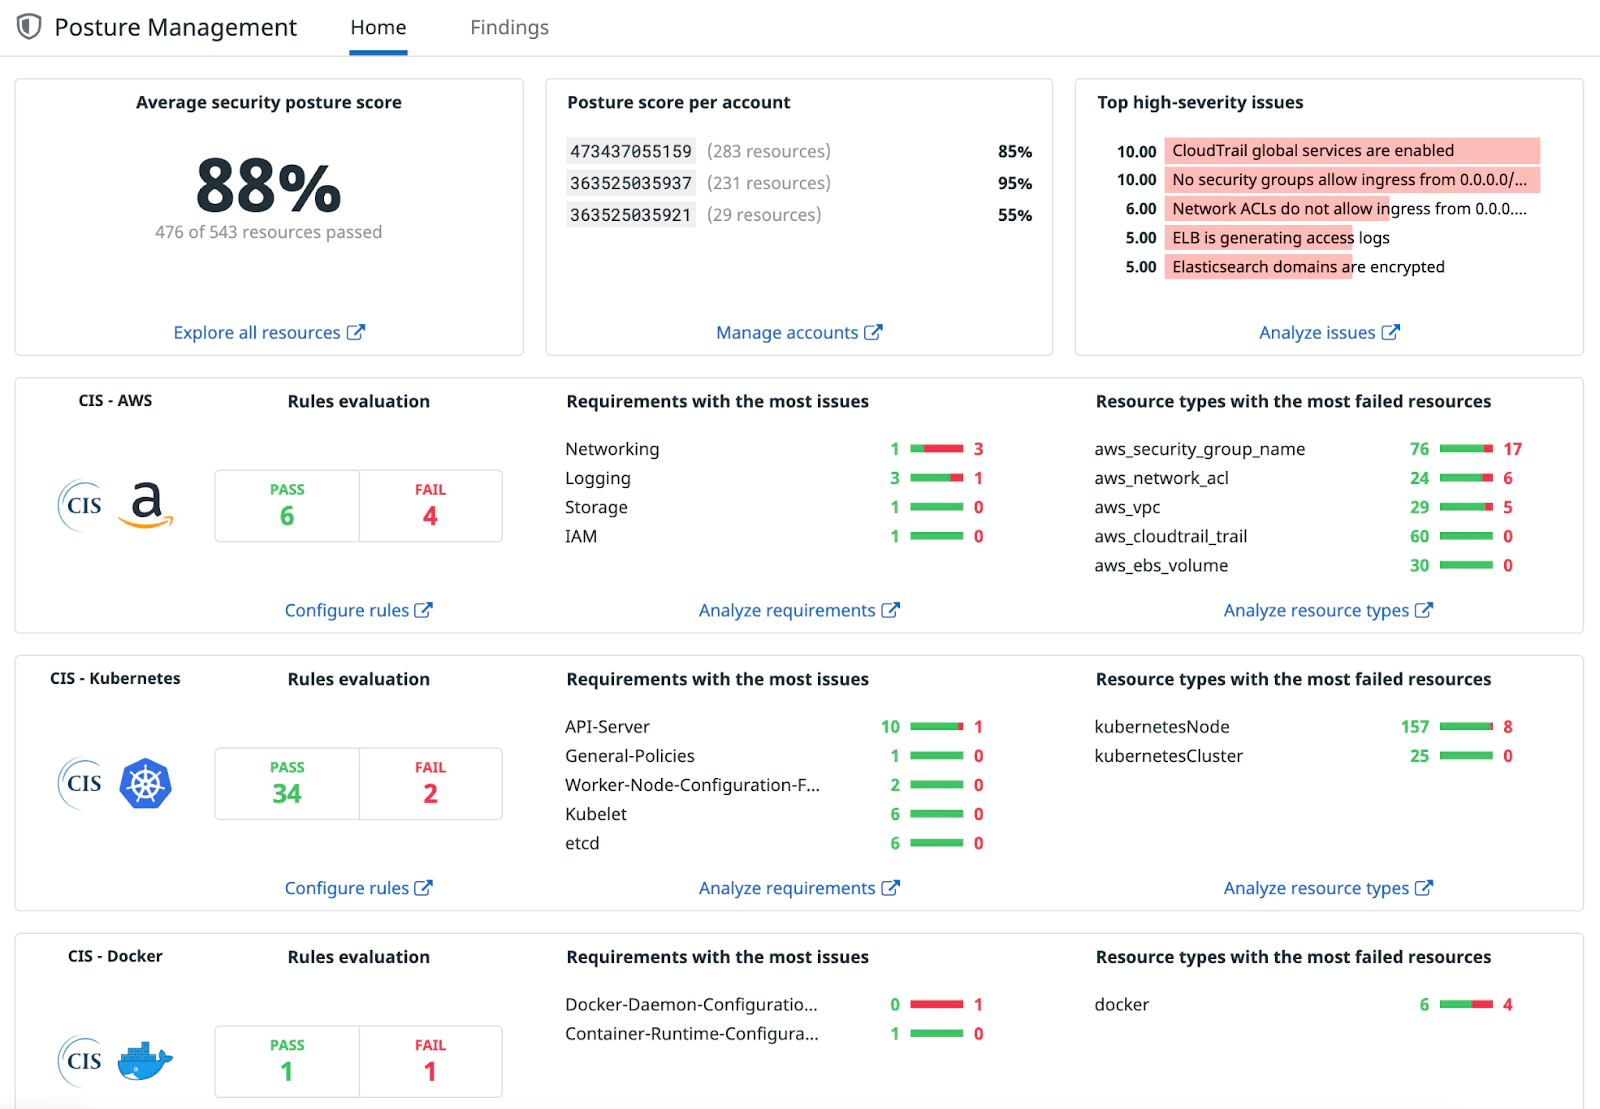 Posture Management Home Findings
Average security posture score
88%
476 of 543 resources passed
Explore all resources
Posture score per account
473437055159 (283 resources) 85%
363525035937 (231 resources) 95%
363525035921 (29 resources) 55%
Manage accounts
Top high-severity issues
10.00 CloudTrail global services are enabled
10.00 No security groups allow ingress from 0.0.0.0/...
6.00 Network ACLs do not allow ingress from 0.0.0....
5.00 ELB is generating access logs
5.00 Elasticsearch domains are encrypted
Analyze issues
CIS - AWS
CIS a
Rules evaluation
PASS FAIL
6 4
Configure rules
Requirements with the most issues
Networking 1 3
Logging 3 1
Storage 1 0
IAM 1 0
Analyze requirements
Resource types with the most failed resources
aws_security_group_name 76 17
aws_network_acl 24 6
aws_vpc 29 5
aws_cloudtrail_trail 60 0
aws_ebs_volume 30 0
Analyze resource types
CIS - Kubernetes
CIS
Rules evaluation
PASS FAIL
34 2
Configure rules
Requirements with the most issues
API-Server 10 1
General-Policies 1 0
Worker-Node-Configuration-F... 2 0
Kubelet 6 0
etcd 6 0
Analyze requirements
Resource types with the most failed resources
kubernetesNode 157 8
kubernetesCluster 25 0
Analyze resource types
CIS - Docker
CIS
Rules evaluation
PASS FAIL
1 1
Requirements with the most issues
Docker-Daemon-Configuratio... 0 1
Container-Runtime-Configura... 1 0
Resource types with the most failed resources
docker 6 4